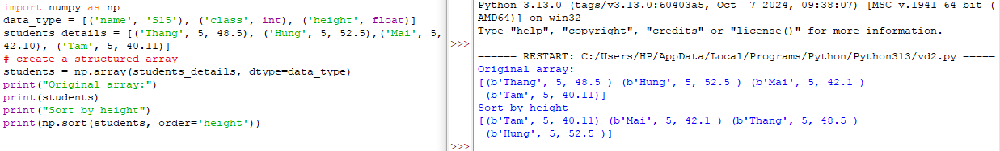 import numpy as np
data_type = [('name', 'S15'), ('class', int), ('height', float)]
students_details = [('Thang', 5, 48.5), ('Hung', 5, 52.5),('Mai', 5,
42.10), ('Tam', 5, 40.11)]
# create a structured array
students = np.array(students_details, dtype=data_type)
print("Original array:")
print(students)
print("Sort by height")
print(np.sort(students, order='height'))
Python 3.13.0 (tags/v3.13.0:60403a5, Oct  7 2024, 09:38:07) [MSC v.1941 64 bit (
AMD64)] on win32
Type "help", "copyright", "credits" or "license()" for more information.
>>>
====== RESTART: C:/Users/HP/AppData/Local/Programs/Python/Python313/vd2.py =====
Original array:
[(b'Thang', 5, 48.5 ) (b'Hung', 5, 52.5 ) (b'Mai', 5, 42.1 )
 (b'Tam', 5, 40.11)]
Sort by height
[(b'Tam', 5, 40.11) (b'Mai', 5, 42.1 ) (b'Thang', 5, 48.5 )
 (b'Hung', 5, 52.5 )]
>>>